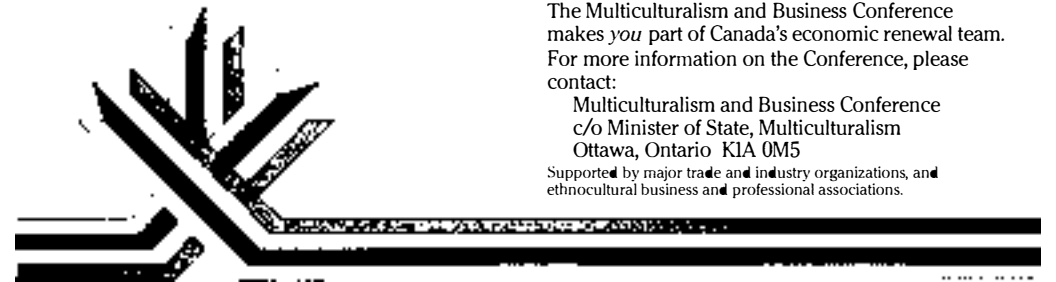 The Multiculturalism and Business Conference
makes you part of Canada's economic renewal team.
For more information on the Conference, please
contact:
Multiculturalism and Business Conference
c/o Minister of State, Multiculturalism
Ottawa, Ontario K1A 0M5
Supported by major trade and industry organizations, and
ethnocultural business and professional associations.